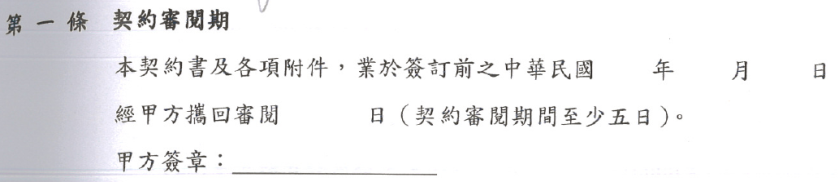 第一條 契約審閱期
本契約書及各項附件，業於簽訂前之中華民國　　年　　月　　日
經甲方攜回審閱　　　日（契約審閱期間至少五日）。
甲方簽章：